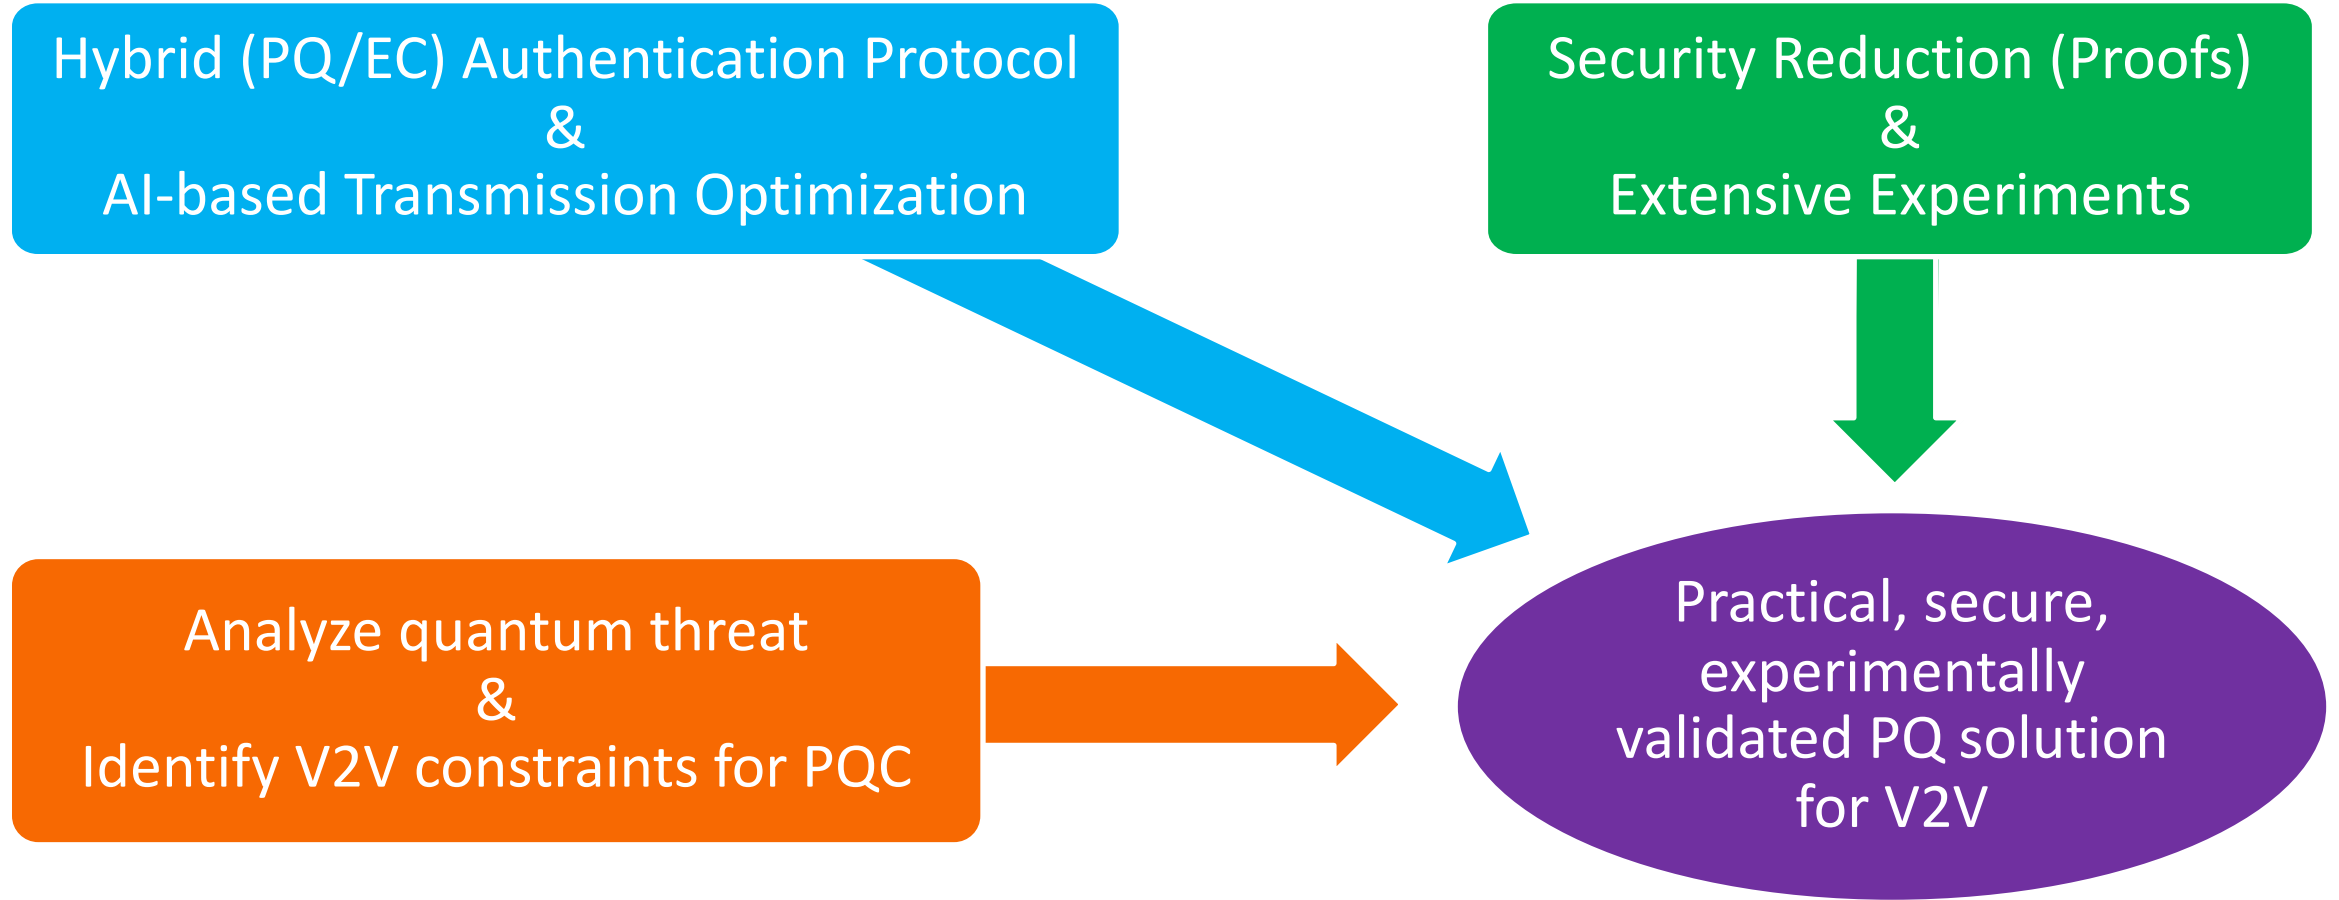 Hybrid (PQ/EC) Authentication Protocol
&
AI-based Transmission Optimization
Security Reduction (Proofs)
&
Extensive Experiments
Analyze quantum threat
&
Identify V2V constraints for PQC
Practical, secure,
experimentally
validated PQ solution
for V2V